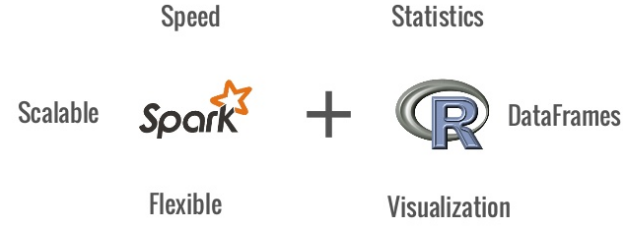 Speed Statistics
Scalable Spark + R DataFrames
Flexible Visualization